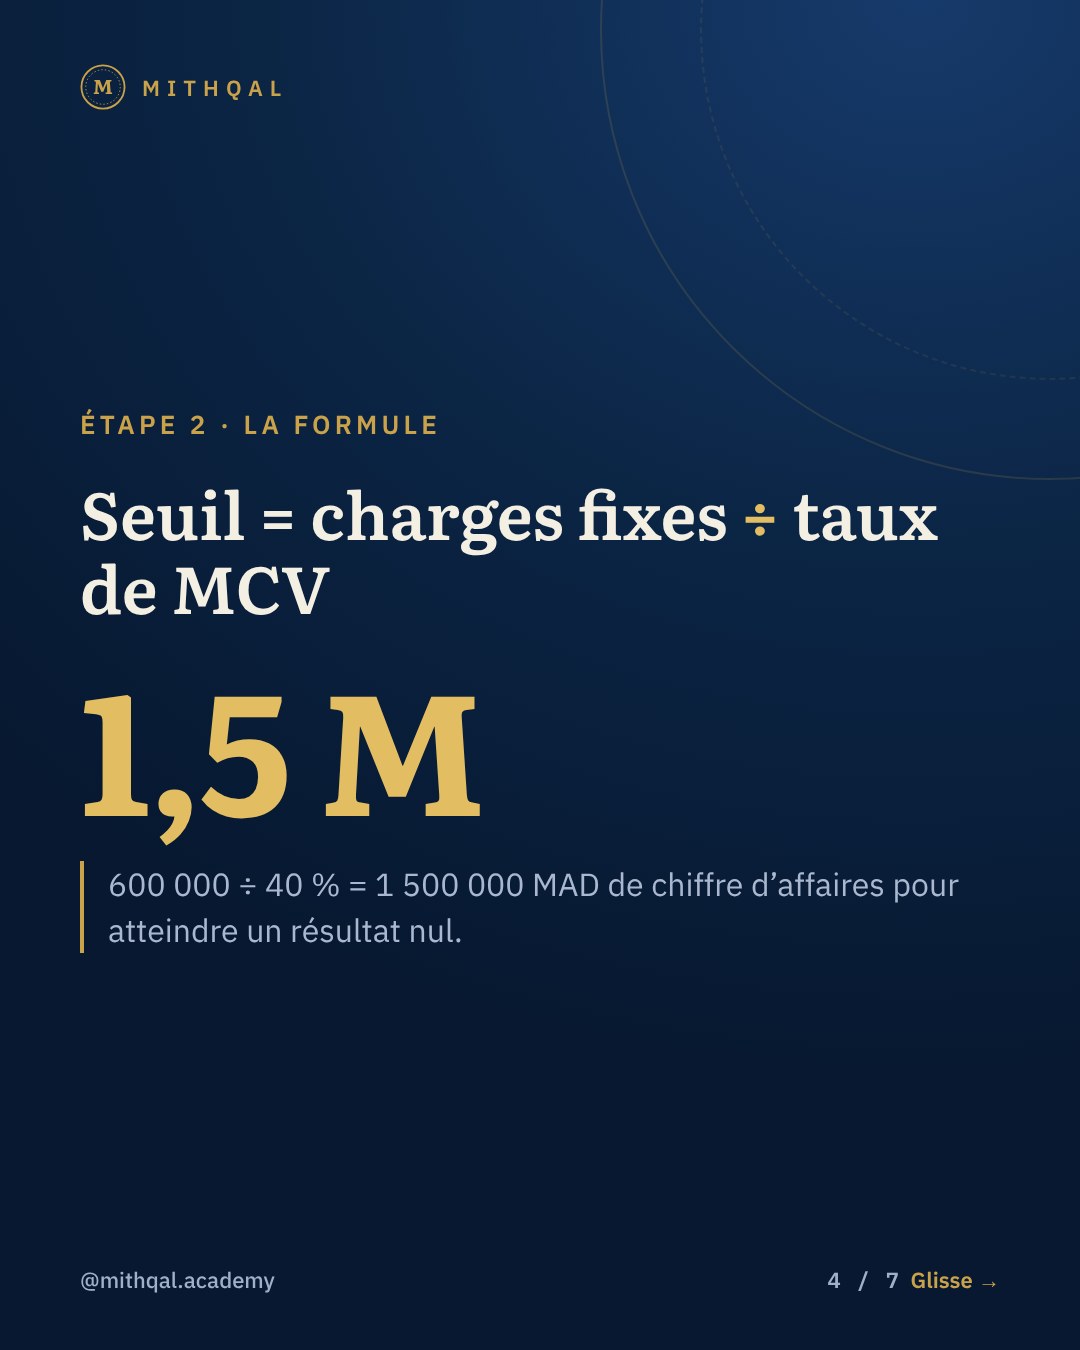 M MITHQAL
ÉTAPE 2 · LA FORMULE
Seuil = charges fixes ÷ taux
de MCV
1,5 M
600 000 ÷ 40 % = 1 500 000 MAD de chiffre d’affaires pour
atteindre un résultat nul.
@mithqal.academy
4 / 7 Glisse →